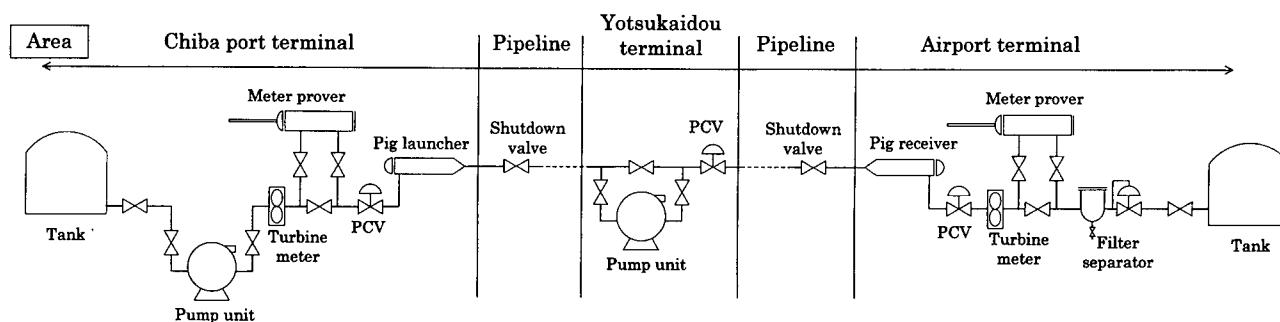 Area
Chiba port terminal
Pipeline
Yotsukaidou
terminal
Pipeline
Airport terminal
Meter prover
Pig launcher
Shutdown
valve
PCV
Shutdown
valve
Pig receiver
Meter prover
Tank
Turbine
meter
PCV
Pump unit
Pump unit
PCV
Turbine
meter
Filter
separator
Tank